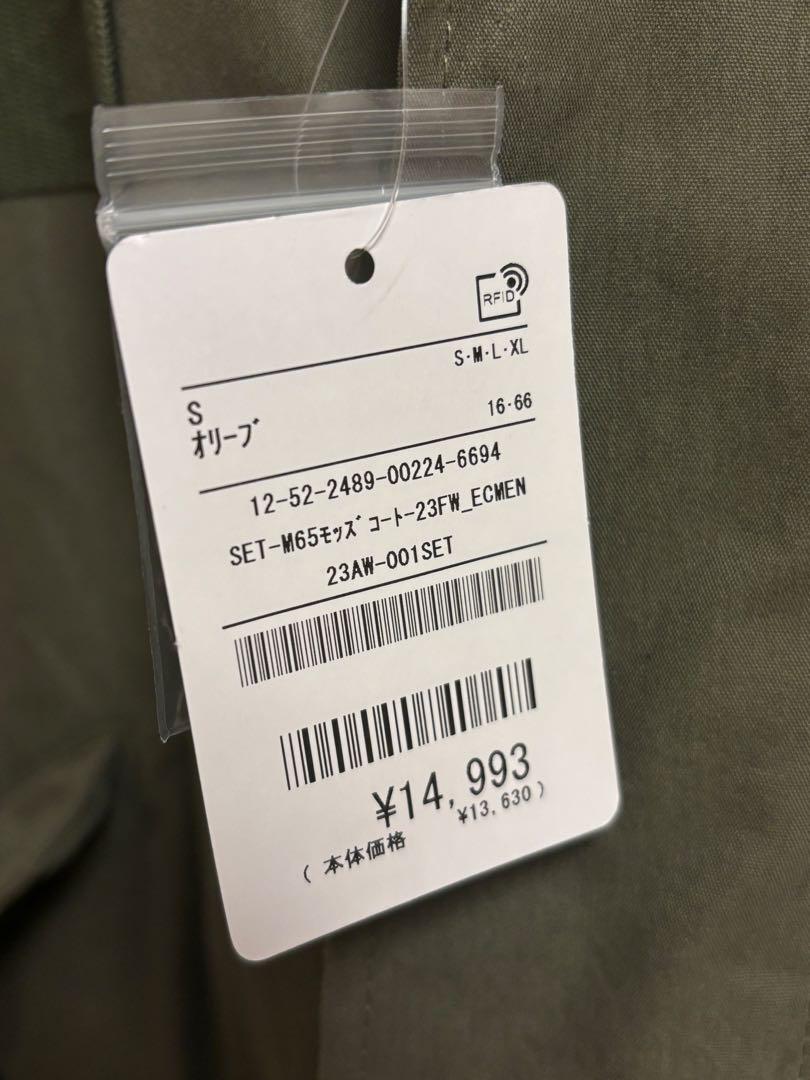 RFID
S·M·L·XL
S
16·66
オリーブ
12-52-2489-00224-6694
SET-M65モッズコート-23FW_ECMEN
23AW-001SET
¥14,993
(本体価格 ¥13,630)